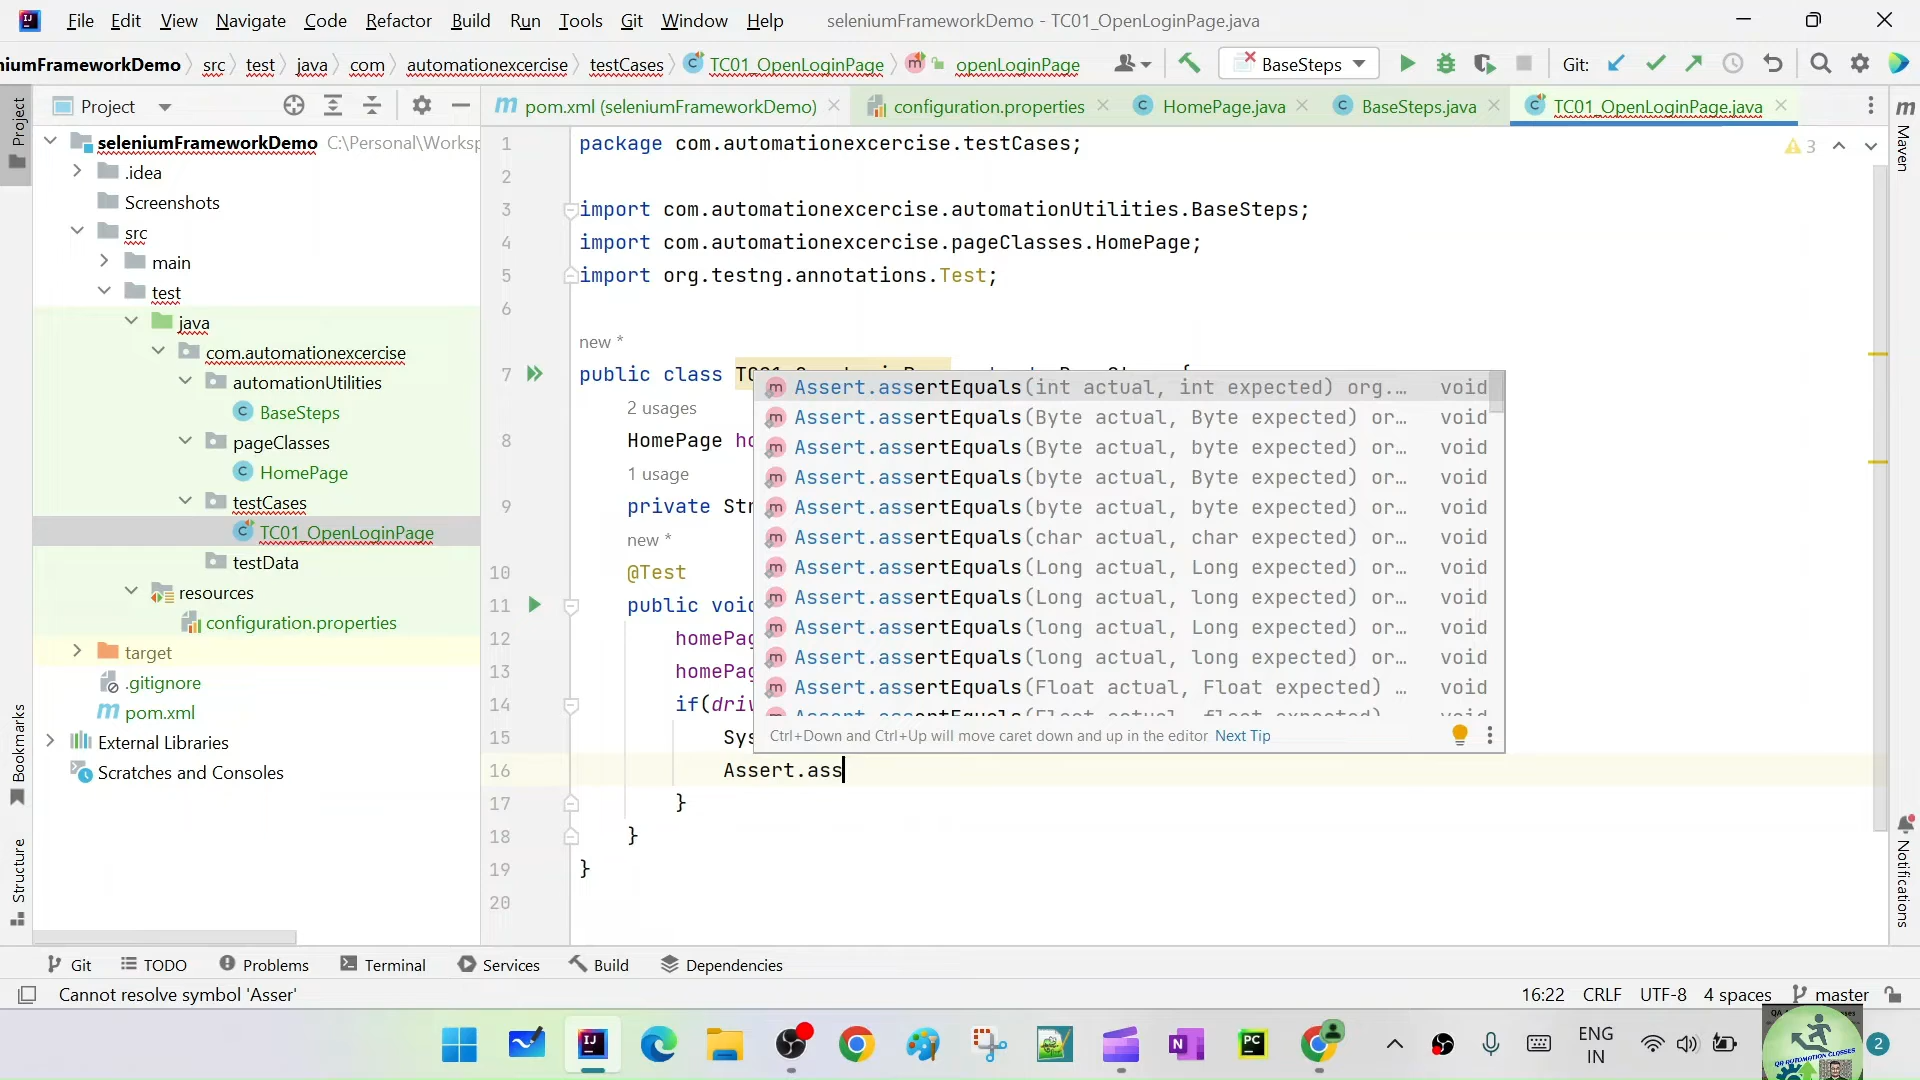 File Edit View Navigate Code Refactor Build Run Tools Git Window Help seleniumFrameworkDemo - TC01_OpenLoginPage.java
iumFrameworkDemo src test java com automationexcercise testCases TC01_OpenLoginPage openLoginPage BaseSteps Git:
Project
pom.xml (seleniumFrameworkDemo) configuration.properties HomePage.java BaseSteps.java TC01_OpenLoginPage.java
Project
Bookmarks
Structure
seleniumFrameworkDemo C:\Personal\Worksp
.idea
Screenshots
src
main
test
java
com.automationexcercise
automationUtilities
BaseSteps
pageClasses
HomePage
testCases
TC01_OpenLoginPage
testData
resources
configuration.properties
target
.gitignore
pom.xml
External Libraries
Scratches and Consoles
1 package com.automationexcercise.testCases;
2
3 import com.automationexcercise.automationUtilities.BaseSteps;
4 import com.automationexcercise.pageClasses.HomePage;
5 import org.testng.annotations.Test;
6
new *
7 public class
2 usages
8 HomePage ho
1 usage
9 private Str
new *
10 @Test
11 public void
12 homePag
13 homePag
14 if(driv
15 Sys
16 Assert.ass
17 }
18 }
19 }
20
3
Assert.assertEquals(int actual, int expected) org.… void
Assert.assertEquals(Byte actual, Byte expected) or… void
Assert.assertEquals(Byte actual, byte expected) or… void
Assert.assertEquals(byte actual, Byte expected) or… void
Assert.assertEquals(byte actual, byte expected) or… void
Assert.assertEquals(char actual, char expected) or… void
Assert.assertEquals(Long actual, Long expected) or… void
Assert.assertEquals(Long actual, long expected) or… void
Assert.assertEquals(long actual, Long expected) or… void
Assert.assertEquals(long actual, long expected) or… void
Assert.assertEquals(Float actual, Float expected) … void
Ctrl+Down and Ctrl+Up will move caret down and up in the editor Next Tip
Maven
Notifications
Git TODO Problems Terminal Services Build Dependencies
Cannot resolve symbol 'Asser' 16:22 CRLF UTF-8 4 spaces master
ENG
IN
2